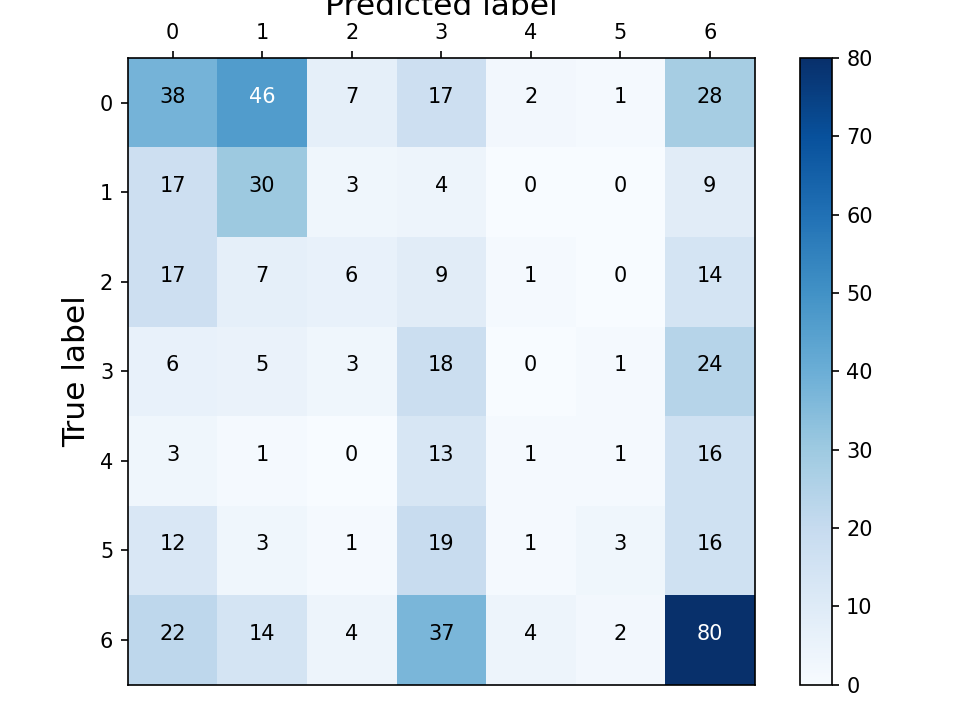 Predicted label
0 1 2 3 4 5 6
True label
0 38 46 7 17 2 1 28
1 17 30 3 4 0 0 9
2 17 7 6 9 1 0 14
3 6 5 3 18 0 1 24
4 3 1 0 13 1 1 16
5 12 3 1 19 1 3 16
6 22 14 4 37 4 2 80
80
70
60
50
40
30
20
10
0